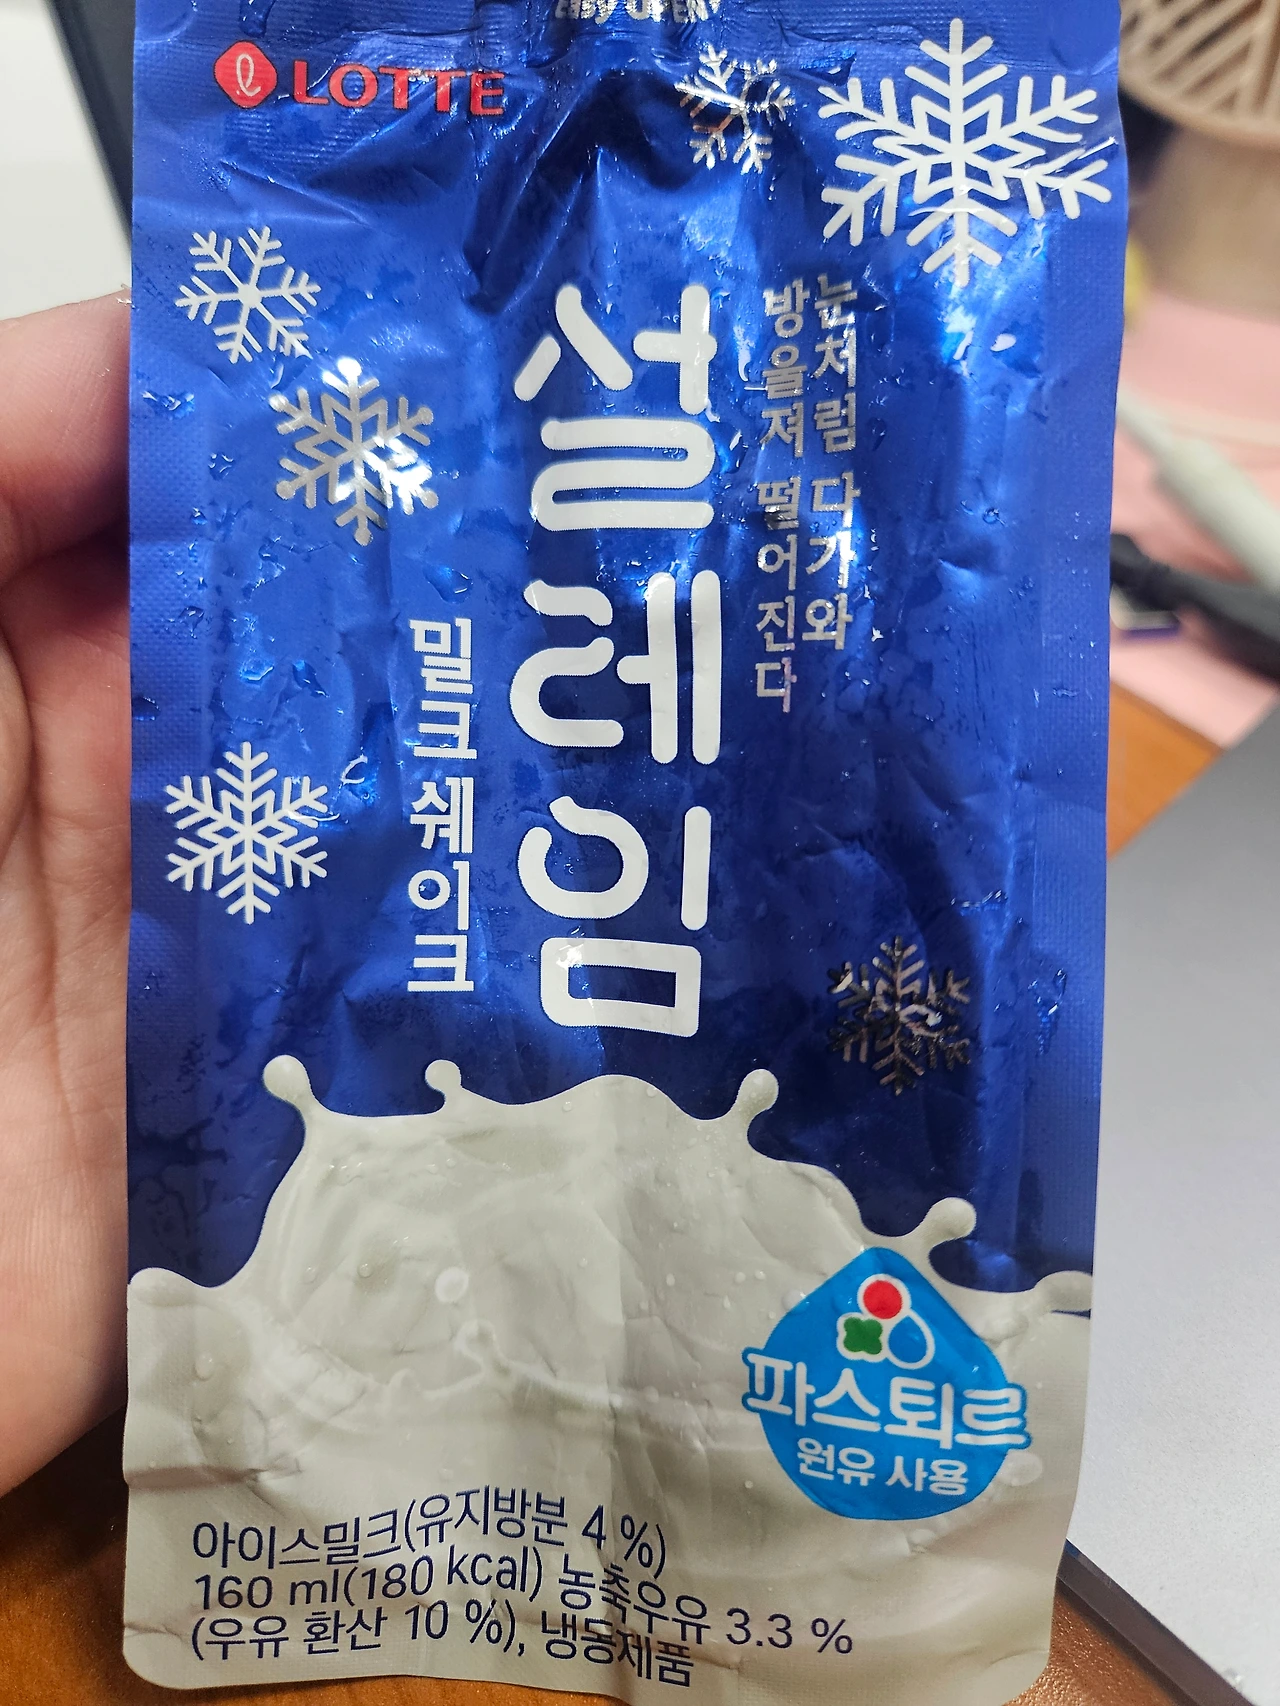 Easy OPEN
LOTTE
눈처럼 다가와
방울져 떨어진다
설레임
밀크쉐이크
파스퇴르
원유 사용
아이스밀크(유지방분 4 %)
160 ml(180 kcal) 농축우유 3.3 %
(우유 환산 10 %), 냉동제품